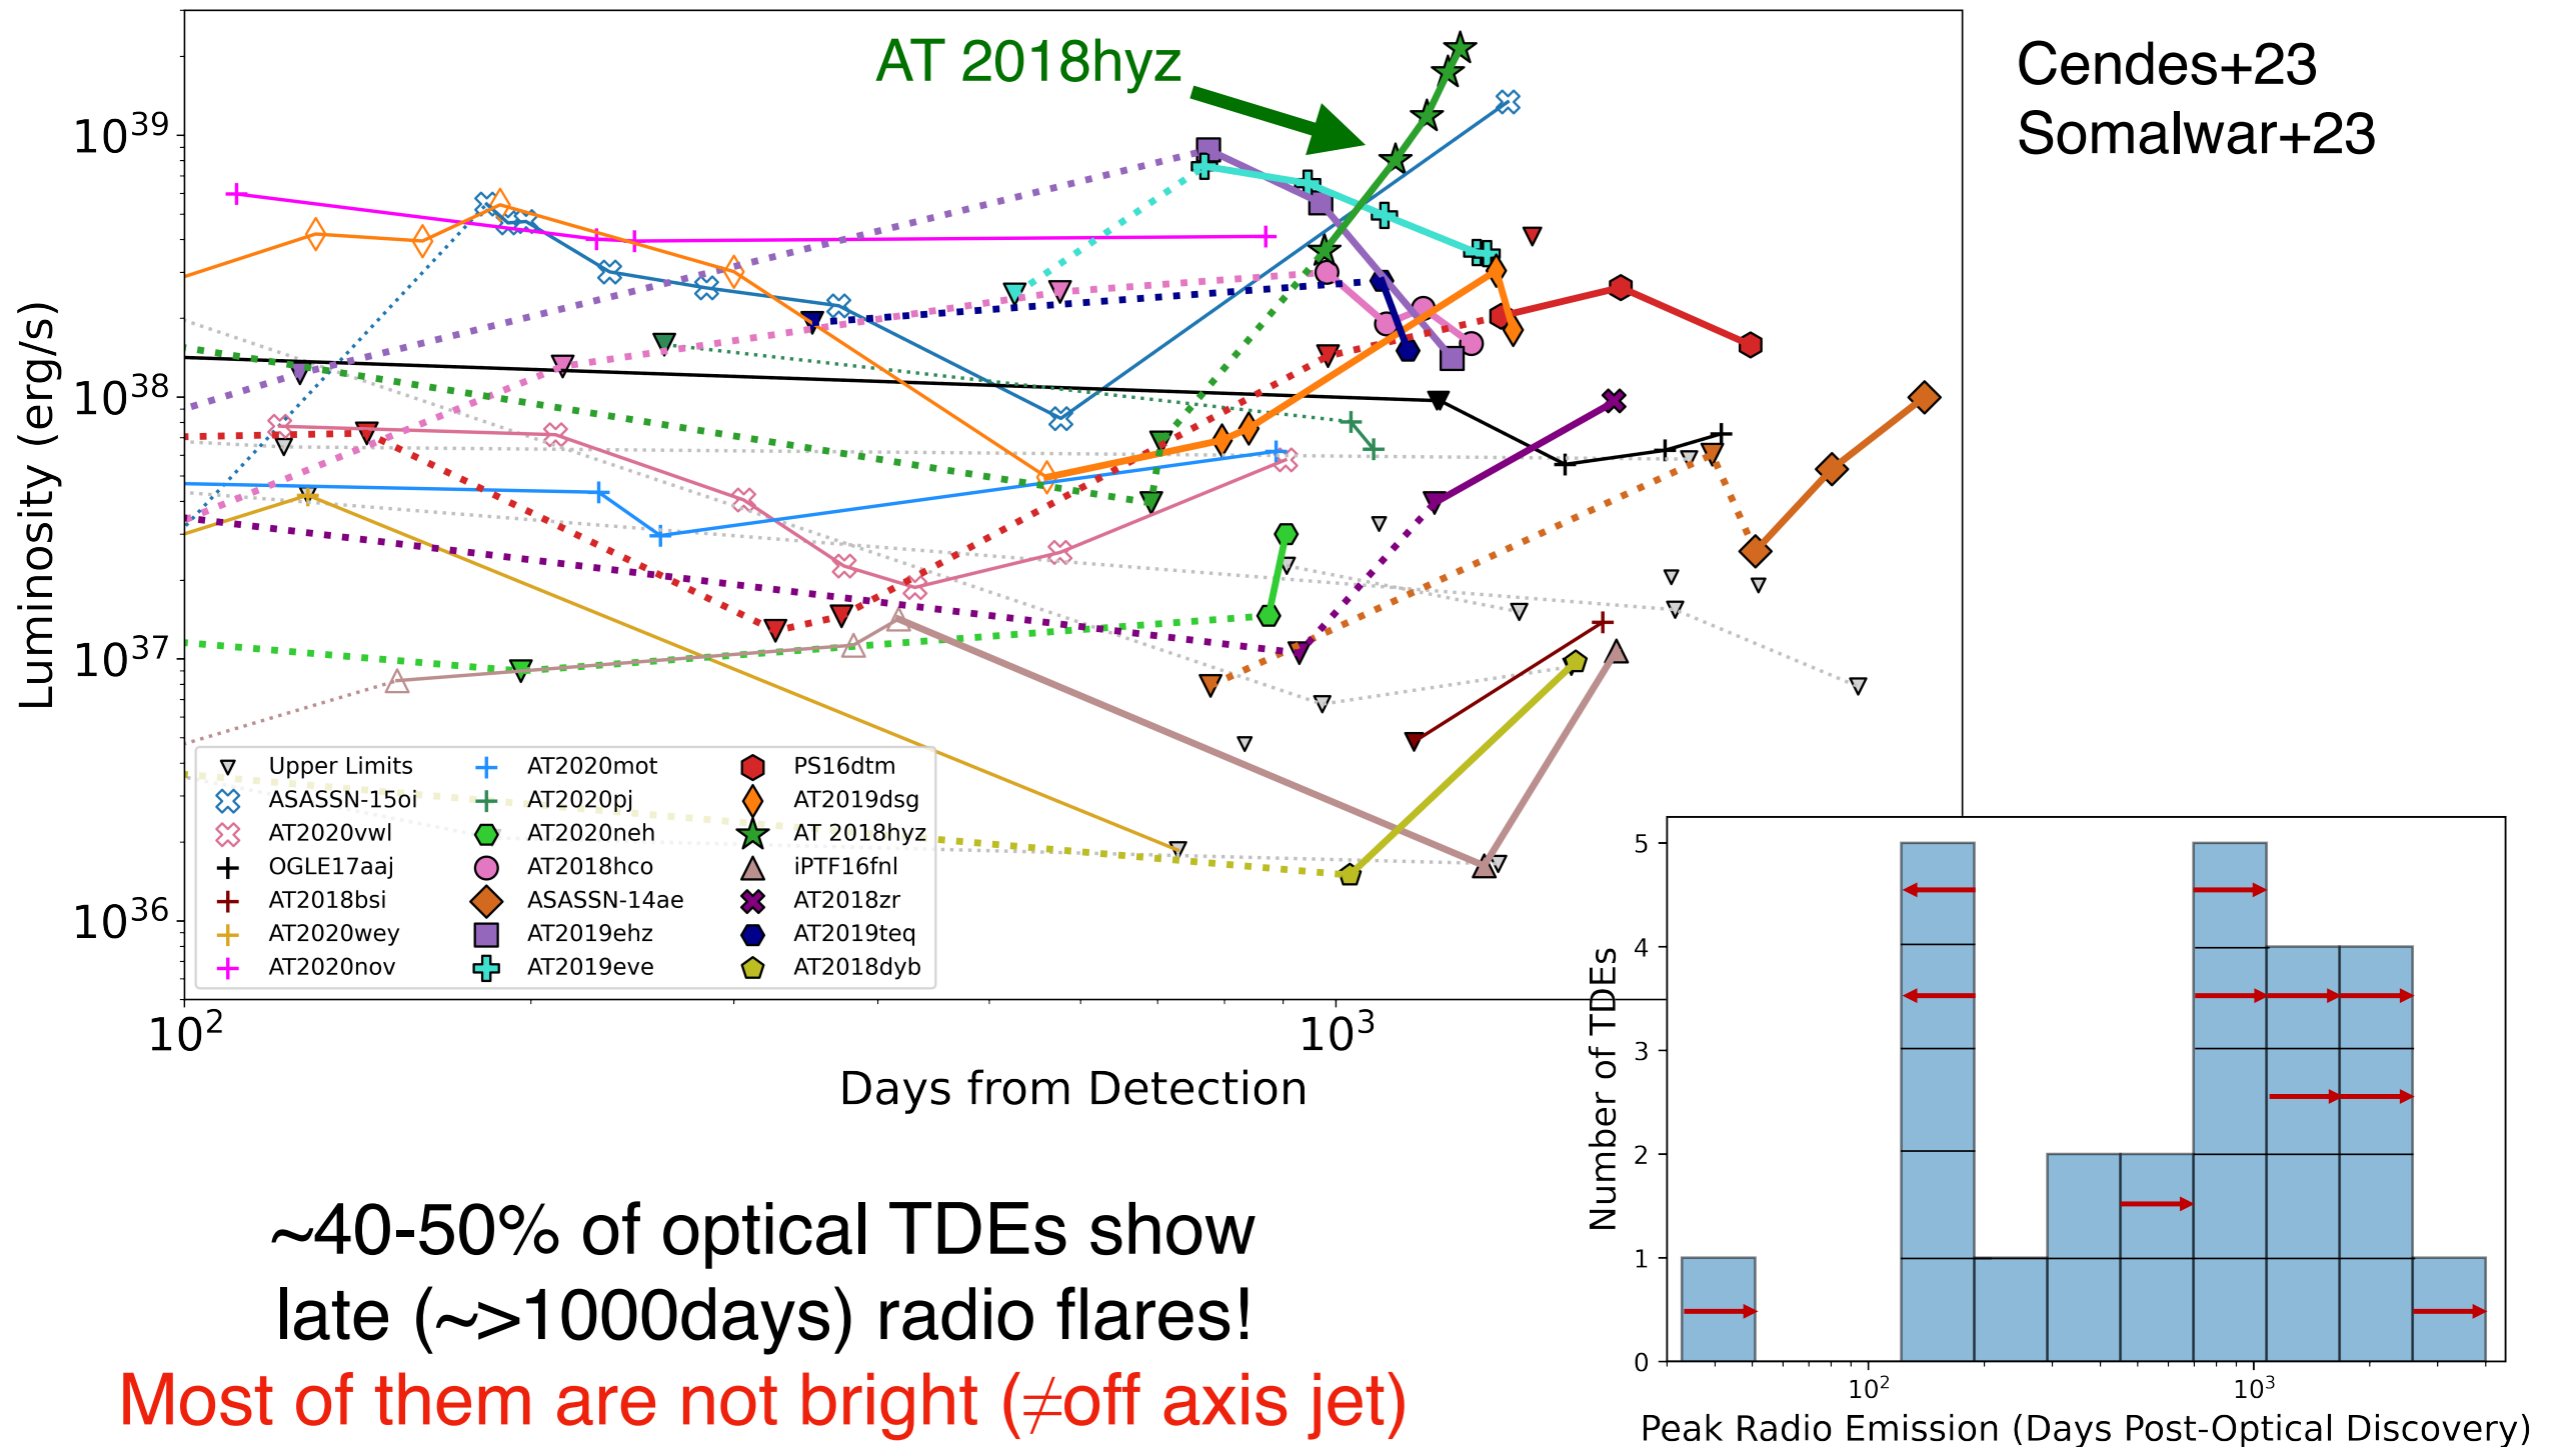 AT 2018hyz
Cendes+23
Somalwar+23
Luminosity (erg/s)
10^39
10^38
10^37
10^36
Upper Limits
ASASSN-15oi
AT2020vwl
OGLE17aaj
AT2018bsi
AT2020wey
AT2020nov
AT2020mot
AT2020pj
AT2020neh
AT2018hco
ASASSN-14ae
AT2019ehz
AT2019eve
PS16dtm
AT2019dsg
AT 2018hyz
iPTF16fnl
AT2018zr
AT2019teq
AT2018dyb
10^2
10^3
Days from Detection
Number of TDEs
5
4
3
2
1
0
10^2
10^3
Peak Radio Emission (Days Post-Optical Discovery)
~40-50% of optical TDEs show
late (~>1000days) radio flares!
Most of them are not bright (≠off axis jet)